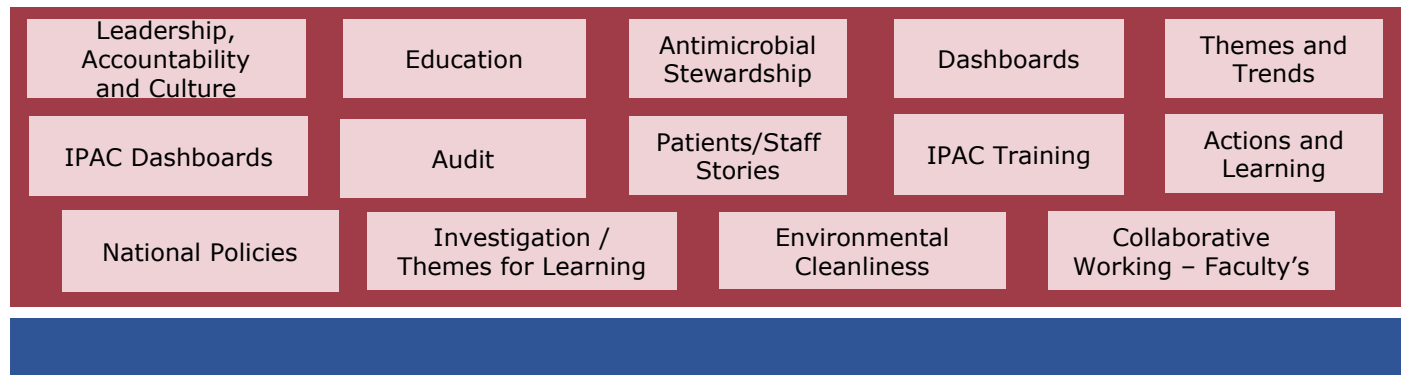 Leadership,
Accountability
and Culture
Education
Antimicrobial
Stewardship
Dashboards
Themes and
Trends
IPAC Dashboards
Audit
Patients/Staff
Stories
IPAC Training
Actions and
Learning
National Policies
Investigation /
Themes for Learning
Environmental
Cleanliness
Collaborative
Working – Faculty’s